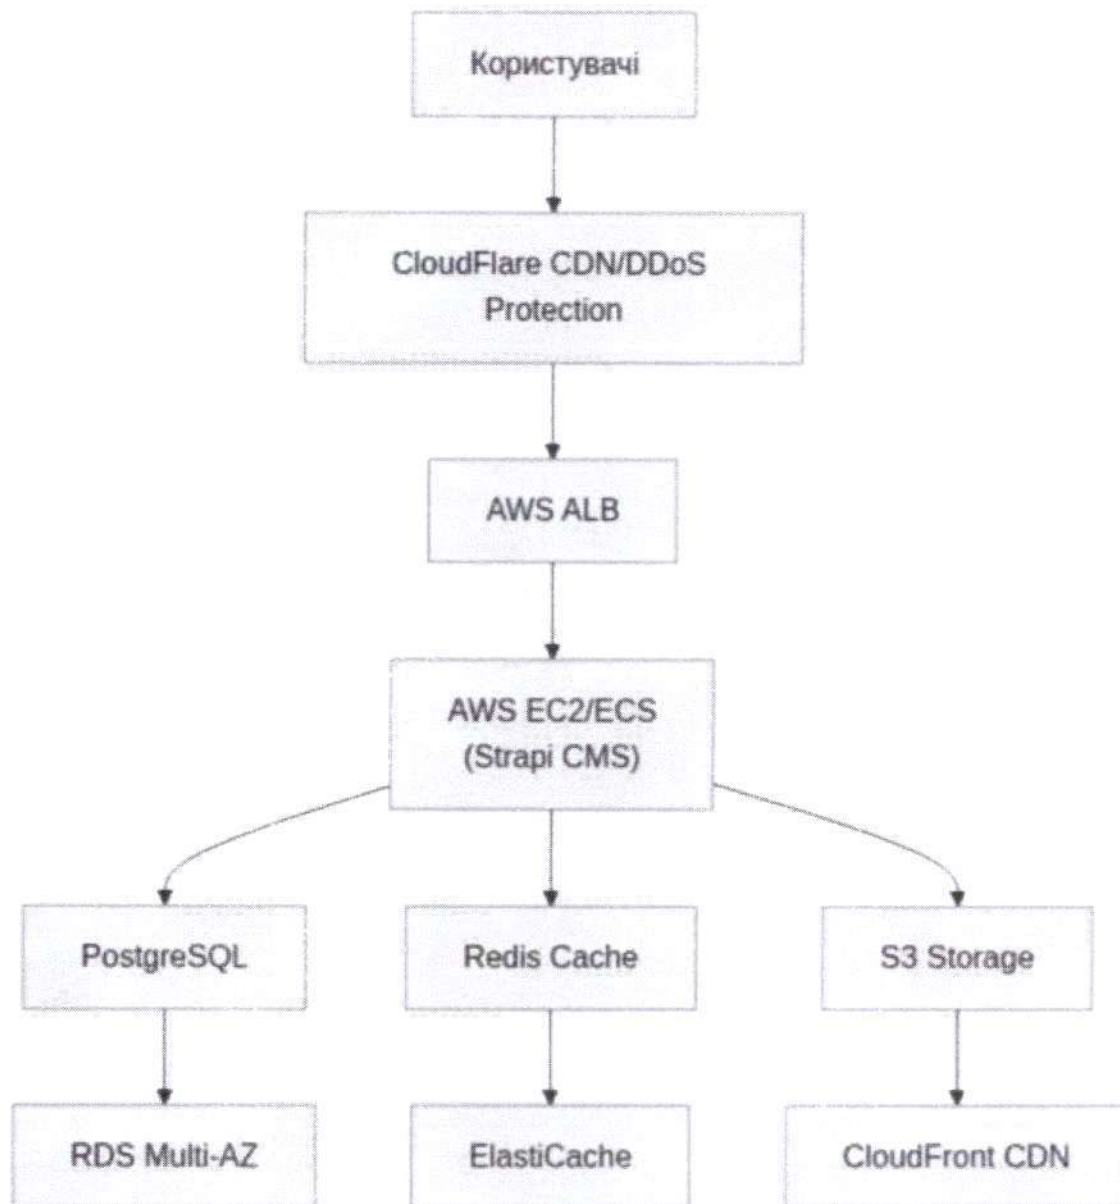 Користувачі
CloudFlare CDN/DDoS
Protection
AWS ALB
AWS EC2/ECS
(Strapi CMS)
PostgreSQL
Redis Cache
S3 Storage
RDS Multi-AZ
ElastiCache
CloudFront CDN